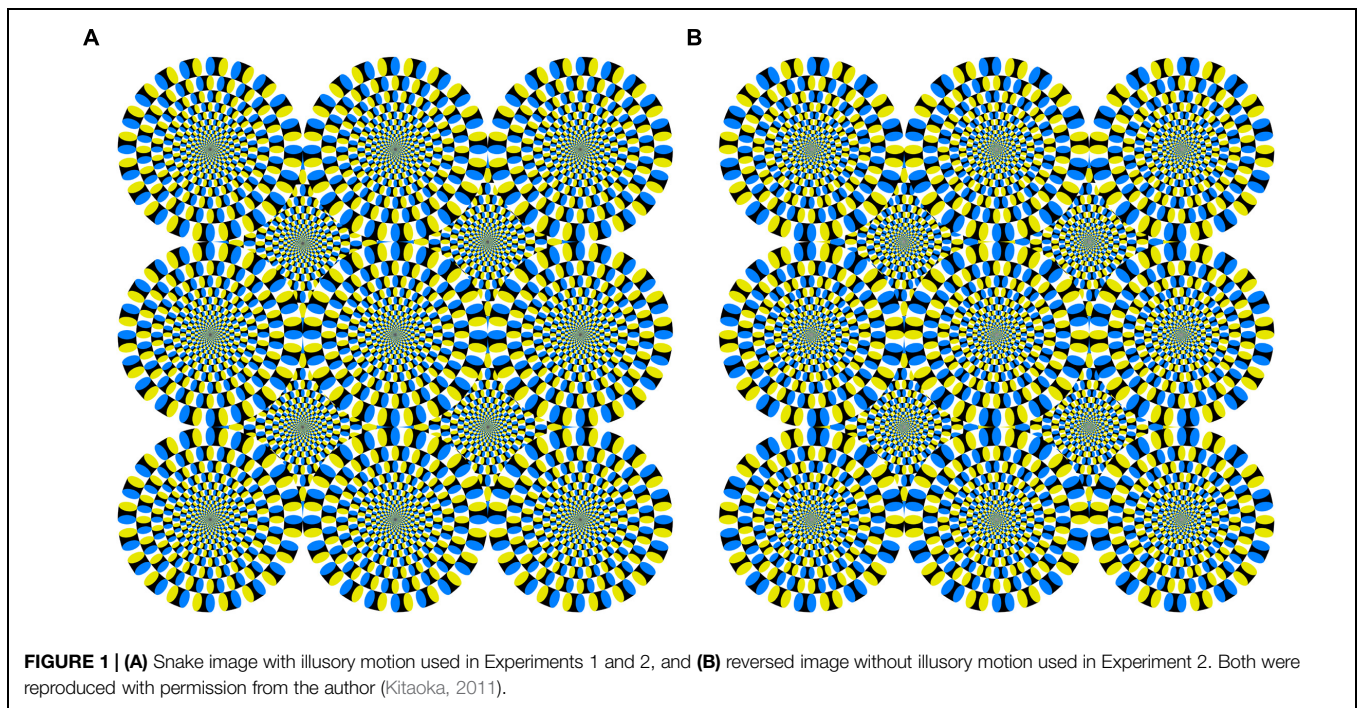 A
B
FIGURE 1 | (A) Snake image with illusory motion used in Experiments 1 and 2, and (B) reversed image without illusory motion used in Experiment 2. Both were
reproduced with permission from the author (Kitaoka, 2011).